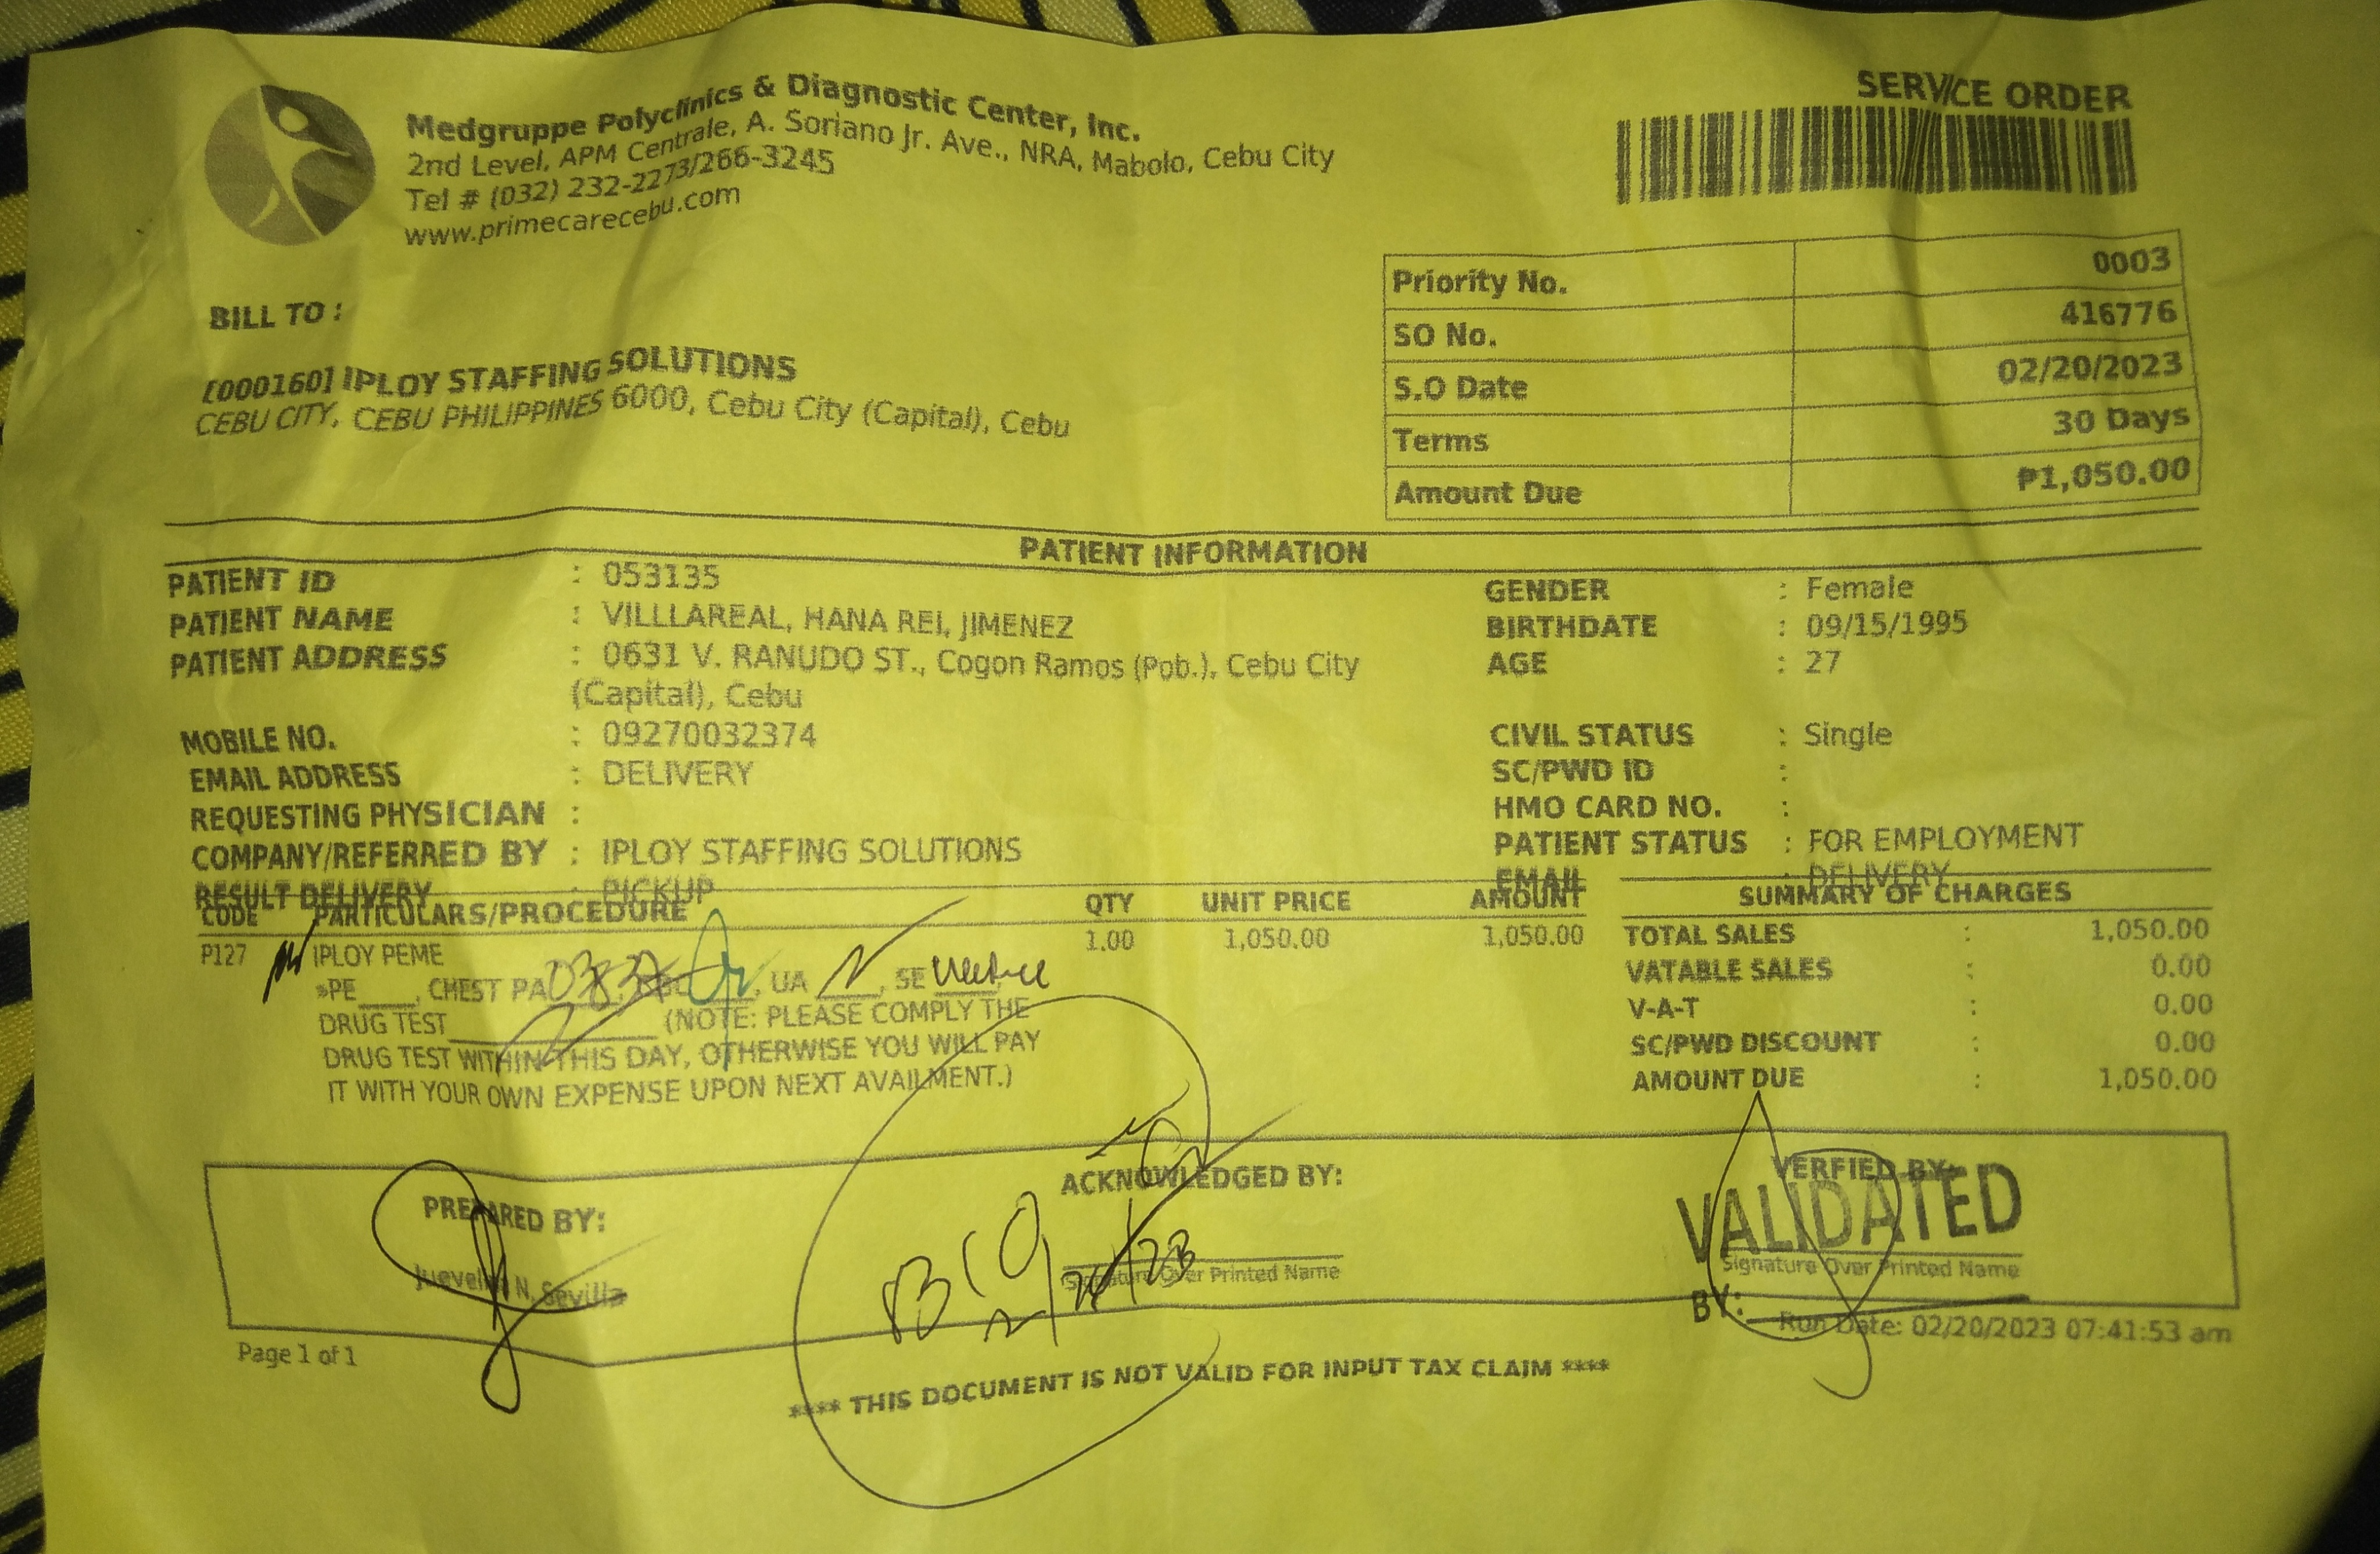 SERVICE ORDER
Medgruppe Polyclinics & Diagnostic Center, Inc.
2nd Level, APM Centrale, A. Soriano Jr. Ave., NRA, Mabolo, Cebu City
Tel # (032) 232-2273/266-3245
www.primecarecebu.com
Priority No. 0003
SO No. 416776
S.O Date 02/20/2023
Terms 30 Days
Amount Due ₱1,050.00
BILL TO :
[000160] IPLOY STAFFING SOLUTIONS
CEBU CITY, CEBU PHILIPPINES 6000, Cebu City (Capital), Cebu
PATIENT INFORMATION
PATIENT ID : 053135 GENDER : Female
PATIENT NAME : VILLLAREAL, HANA REI, JIMENEZ BIRTHDATE : 09/15/1995
PATIENT ADDRESS : 0631 V. RANUDO ST., Cogon Ramos (Pob.), Cebu City AGE : 27
(Capital), Cebu
MOBILE NO. : 09270032374 CIVIL STATUS : Single
EMAIL ADDRESS : DELIVERY SC/PWD ID :
REQUESTING PHYSICIAN : HMO CARD NO. :
COMPANY/REFERRED BY : IPLOY STAFFING SOLUTIONS PATIENT STATUS : FOR EMPLOYMENT
RESULT DELIVERY : PICKUP EMAIL : DELIVERY
CODE PARTICULARS/PROCEDURE QTY UNIT PRICE AMOUNT SUMMARY OF CHARGES
P127 IPLOY PEME 1.00 1,050.00 1,050.00 TOTAL SALES : 1,050.00
»PE____, CHEST PA , UA N, SE
VATABLE SALES : 0.00
DRUG TEST (NOTE: PLEASE COMPLY THE V-A-T : 0.00
DRUG TEST WITHIN THIS DAY, OTHERWISE YOU WILL PAY SC/PWD DISCOUNT : 0.00
IT WITH YOUR OWN EXPENSE UPON NEXT AVAILMENT.) AMOUNT DUE : 1,050.00
PREPARED BY: ACKNOWLEDGED BY: VERFIED BY:
VALIDATED
N. Sevilla Signature Over Printed Name Signature Over Printed Name
BY:
Page 1 of 1 Run Date: 02/20/2023 07:41:53 am
**** THIS DOCUMENT IS NOT VALID FOR INPUT TAX CLAIM ****